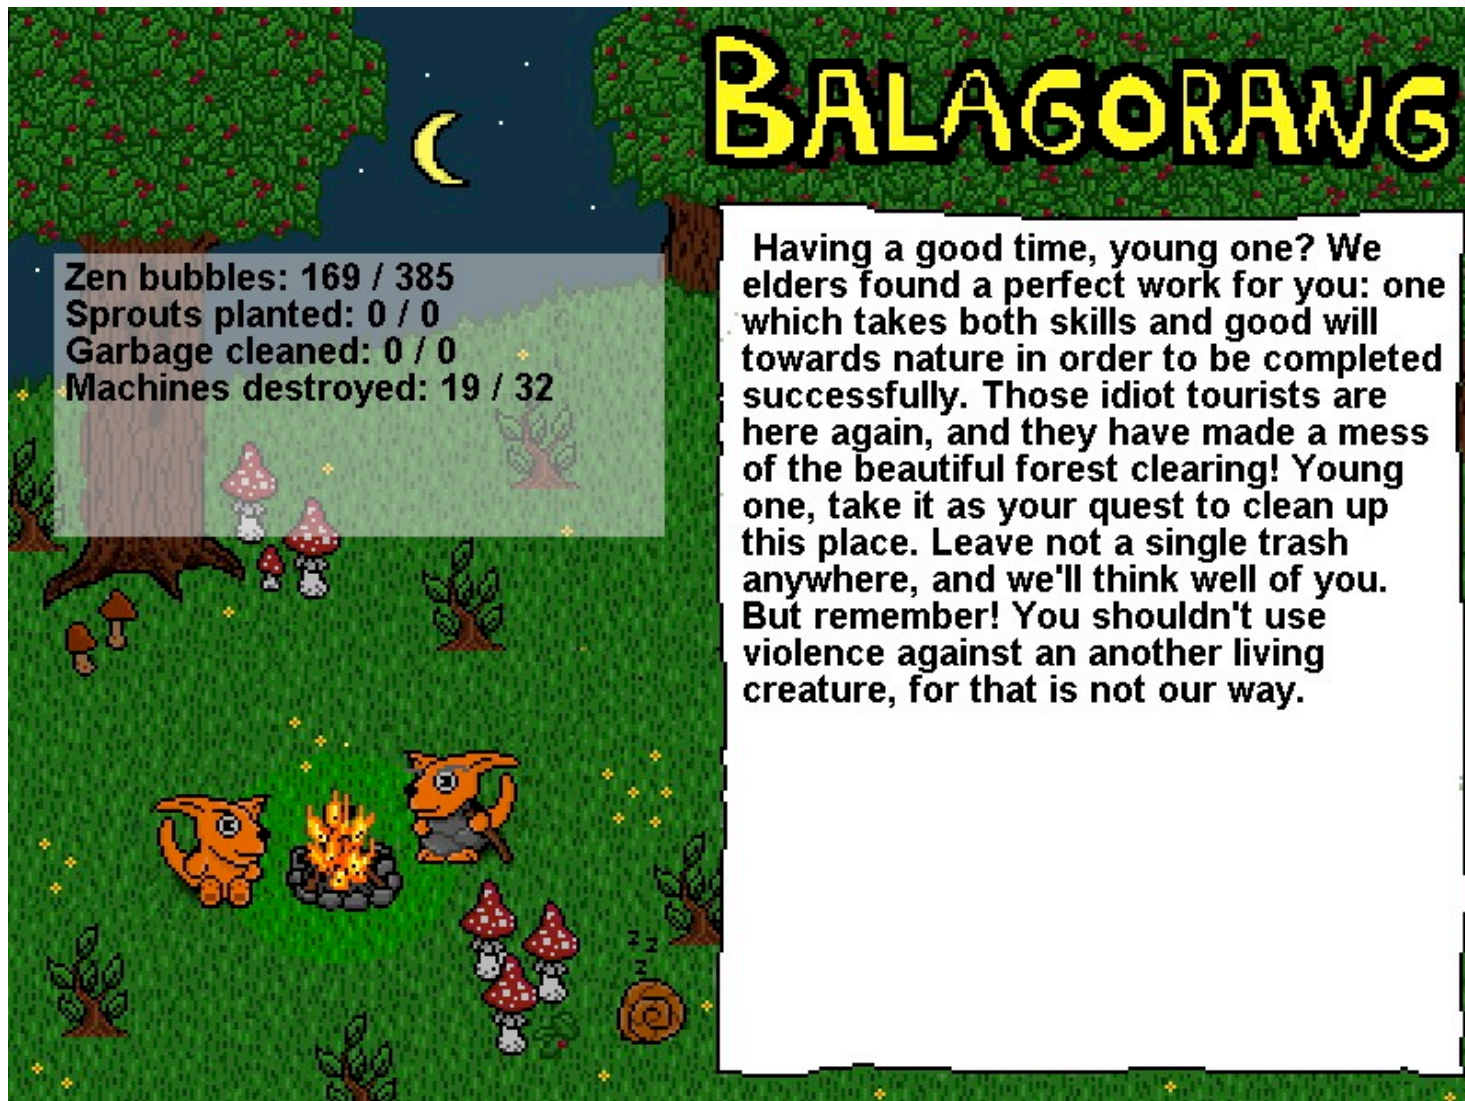 BALAGORANG
Zen bubbles: 169 / 385
Sprouts planted: 0 / 0
Garbage cleaned: 0 / 0
Machines destroyed: 19 / 32
Having a good time, young one? We
elders found a perfect work for you: one
which takes both skills and good will
towards nature in order to be completed
successfully. Those idiot tourists are
here again, and they have made a mess
of the beautiful forest clearing! Young
one, take it as your quest to clean up
this place. Leave not a single trash
anywhere, and we'll think well of you.
But remember! You shouldn't use
violence against an another living
creature, for that is not our way.
z z
z